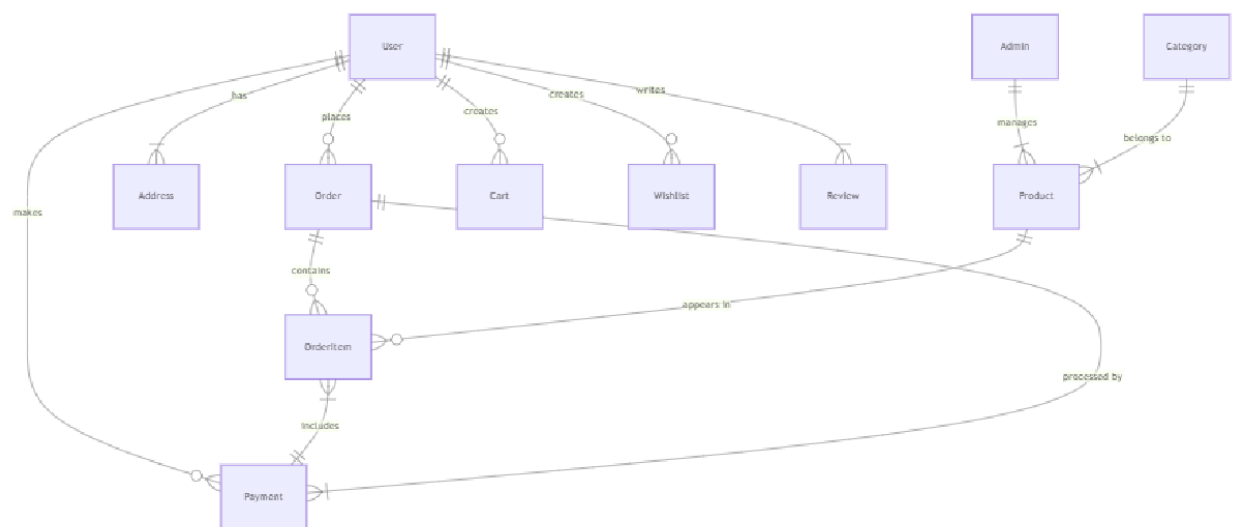 User
Admin
Category
has
writes
creates
creates
places
manages
belongs to
Address
Order
Cart
Wishlist
Review
Product
makes
contains
appears in
OrderItem
processed by
includes
Payment